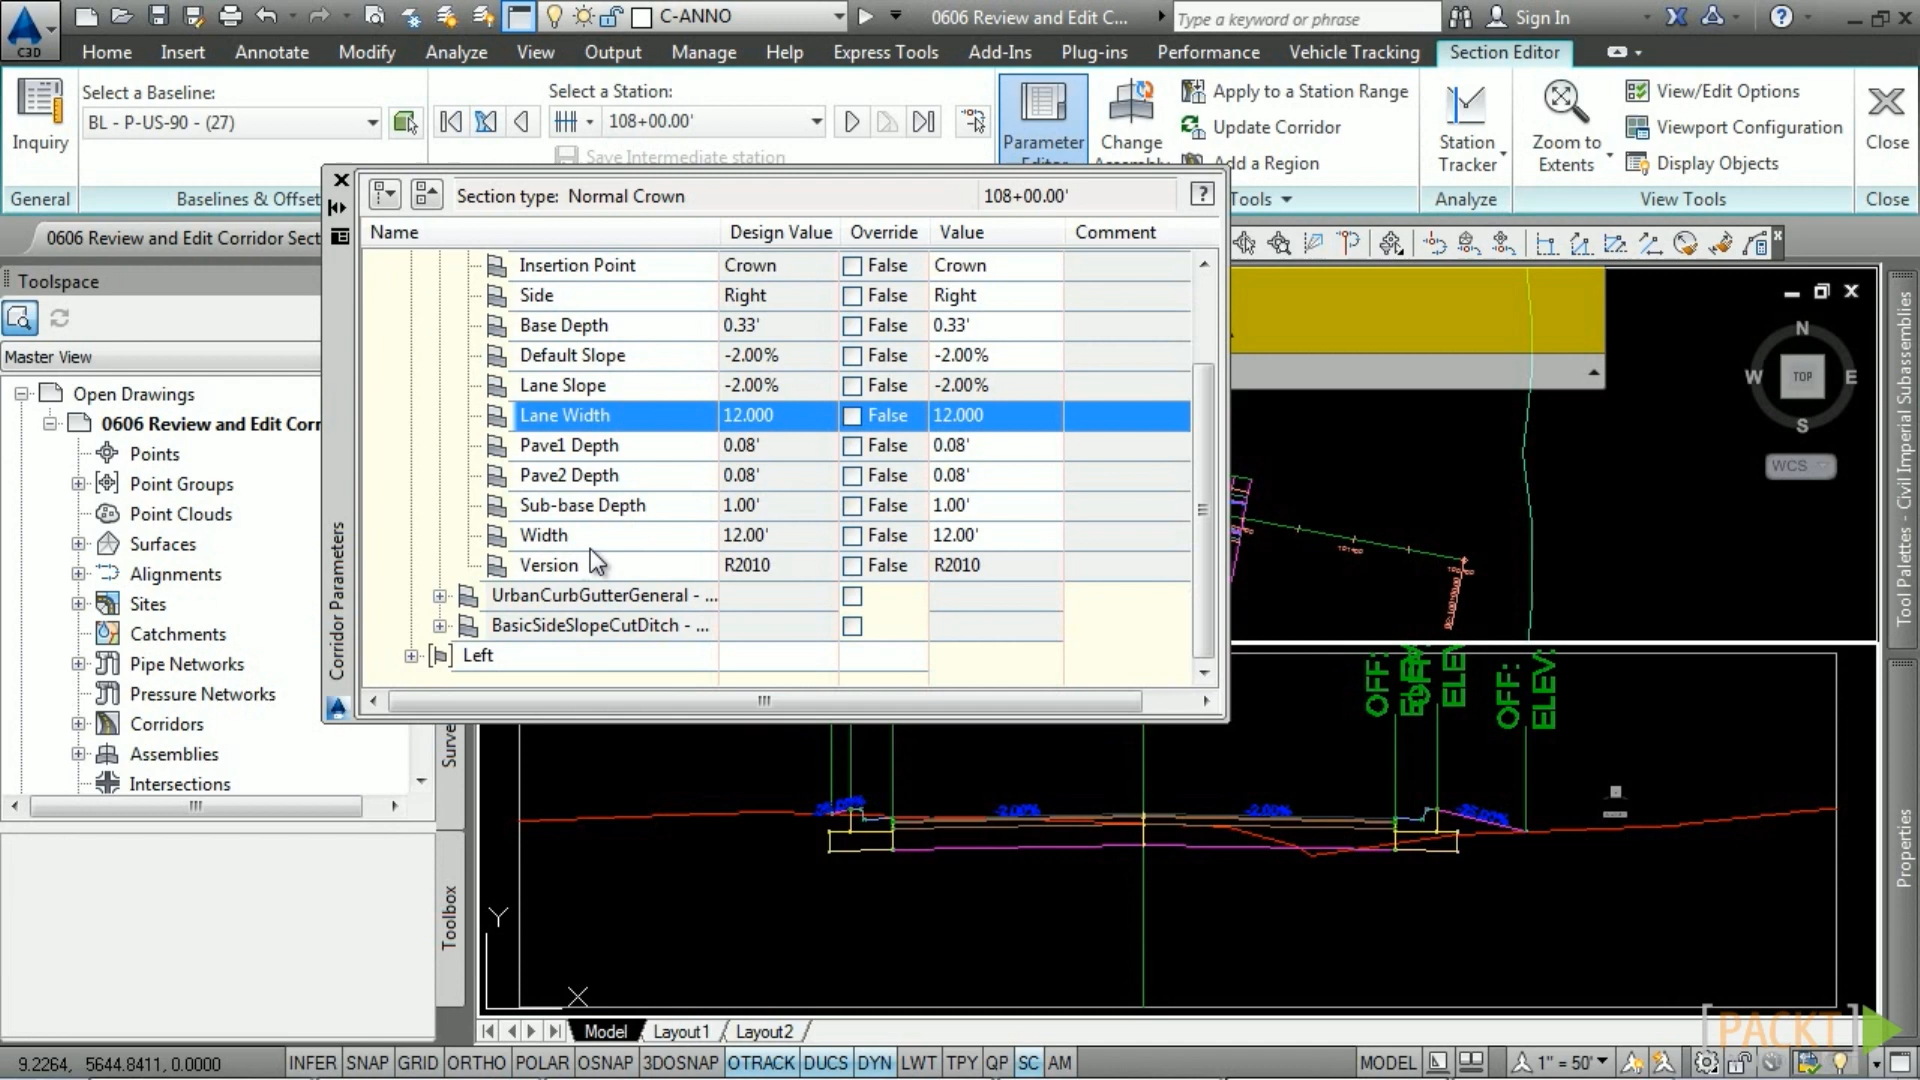 C-ANNO
0606 Review and Edit C...
Type a keyword or phrase
Sign In
C3D
Home Insert Annotate Modify Analyze View Output Manage Help Express Tools Add-Ins Plug-ins Performance Vehicle Tracking Section Editor
Inquiry
Select a Baseline:
BL - P-US-90 - (27)
Select a Station:
108+00.00'
Save Intermediate station
Parameter
Change
Apply to a Station Range
Update Corridor
Add a Region
Station
Tracker
Zoom to
Extents
View/Edit Options
Viewport Configuration
Display Objects
Close
General
Baselines & Offset
Tools
Analyze
View Tools
Close
0606 Review and Edit Corridor Sect
Toolspace
Master View
Open Drawings
0606 Review and Edit Corr
Points
Point Groups
Point Clouds
Surfaces
Alignments
Sites
Catchments
Pipe Networks
Pressure Networks
Corridors
Assemblies
Intersections
Surve
Toolbox
Corridor Parameters
Section type: Normal Crown 108+00.00'
Name Design Value Override Value Comment
Insertion Point Crown False Crown
Side Right False Right
Base Depth 0.33' False 0.33'
Default Slope -2.00% False -2.00%
Lane Slope -2.00% False -2.00%
Lane Width 12.000 False 12.000
Pave1 Depth 0.08' False 0.08'
Pave2 Depth 0.08' False 0.08'
Sub-base Depth 1.00' False 1.00'
Width 12.00' False 12.00'
Version R2010 False R2010
UrbanCurbGutterGeneral - ...
BasicSideSlopeCutDitch - ...
Left
N
W TOP E
S
WCS
Tool Palettes - Civil Imperial Subassemblies
Properties
OFF:
ELEV
OFF:
ELEV:
-2.00%
-2.00%
Y
X
Model Layout1 Layout2
[PACKT]
9.2264, 5644.8411, 0.0000
INFER SNAP GRID ORTHO POLAR OSNAP 3DOSNAP OTRACK DUCS DYN LWT TPY QP SC AM
MODEL
1" = 50'